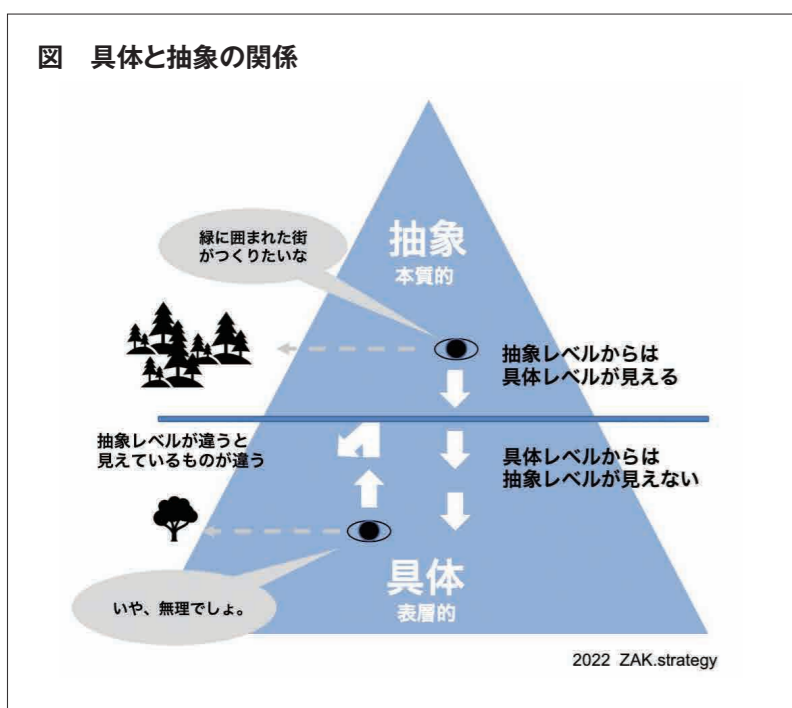 図 具体と抽象の関係
緑に囲まれた街
がつくりたいな
抽象
本質的
抽象レベルからは
具体レベルが見える
抽象レベルが違うと
見えているものが違う
具体レベルからは
抽象レベルが見えない
具体
表層的
いや、無理でしょ。
2022 ZAK.strategy